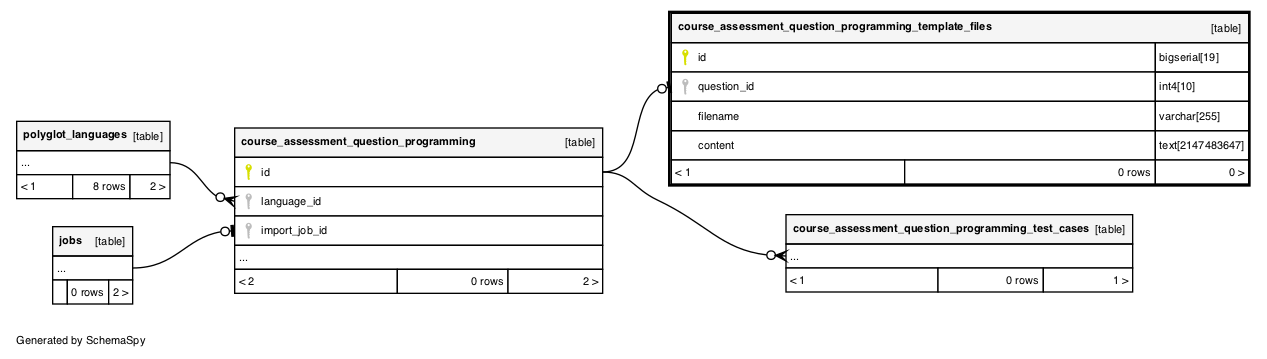 course_assessment_question_programming_template_files [table]
id bigserial[19]
question_id int4[10]
filename varchar[255]
content text[2147483647]
< 1 0 rows 0 >
polyglot_languages [table]
...
< 1 8 rows 2 >
course_assessment_question_programming [table]
id
language_id
import_job_id
...
< 2 0 rows 2 >
jobs [table]
...
0 rows 2 >
course_assessment_question_programming_test_cases [table]
...
< 1 0 rows 1 >
Generated by SchemaSpy